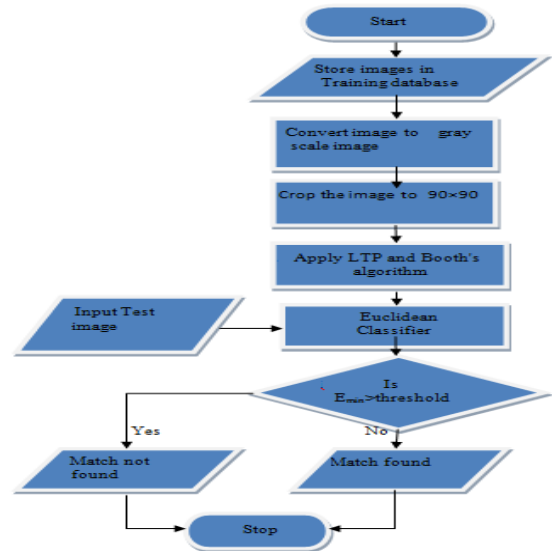 Start
Store images in
Training database
Convert image to gray
scale image
Crop the image to 90×90
Apply LTP and Booth's
algorithm
Input Test
image
Euclidean
Classifier
Is
Emin>threshold
Yes
No
Match not
found
Match found
Stop